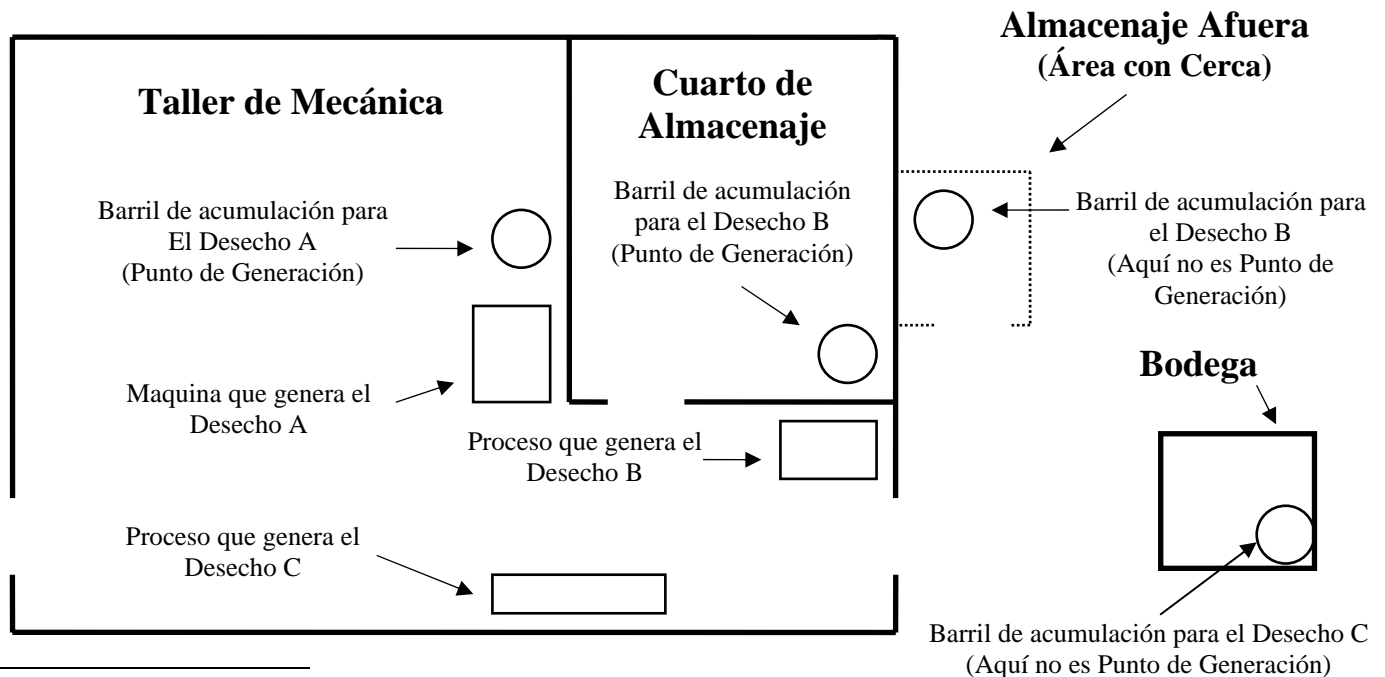 Almacenaje Afuera
(Área con Cerca)
Taller de Mecánica
Cuarto de
Almacenaje
Barril de acumulación para
El Desecho A
(Punto de Generación)
Barril de acumulación
para el Desecho B
(Punto de Generación)
Barril de acumulación para
el Desecho B
(Aquí no es Punto de
Generación)
Maquina que genera el
Desecho A
Bodega
Proceso que genera el
Desecho B
Proceso que genera el
Desecho C
Barril de acumulación para el Desecho C
(Aquí no es Punto de Generación)